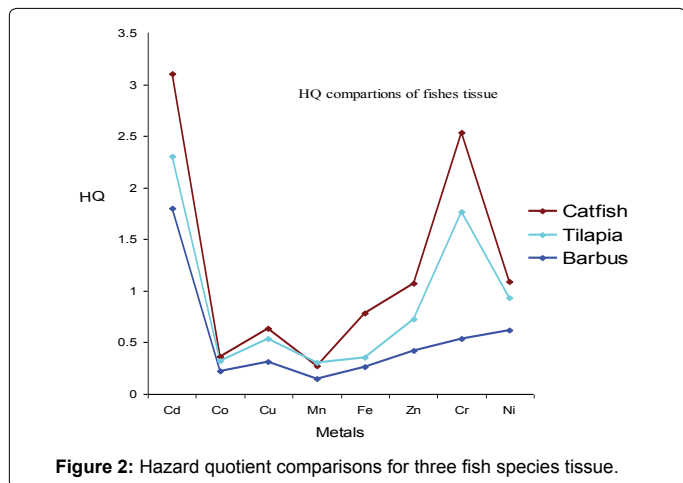 3.5
3
HQ compartions of fishes tissue
2.5
2
HQ
Catfish
1.5
Tilapia
Barbus
1
0.5
0
Cd Co Cu Mn Fe Zn Cr Ni
Metals
Figure 2: Hazard quotient comparisons for three fish species tissue.